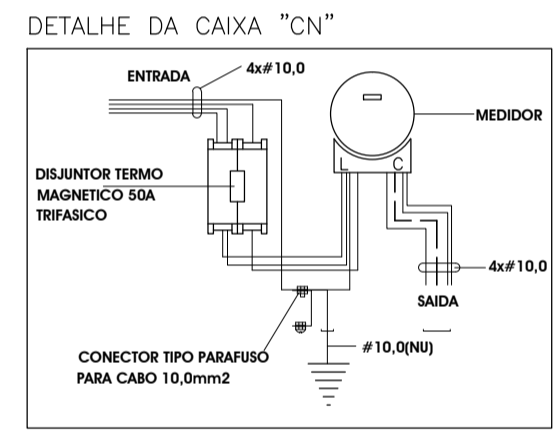 DETALHE DA CAIXA "CN"
4x#10,0
ENTRADA
MEDIDOR
L
C
DISJUNTOR TERMO
MAGNETICO 50A
TRIFASICO
4x#10,0
SAIDA
#10,0(NU)
CONECTOR TIPO PARAFUSO
PARA CABO 10,0mm2